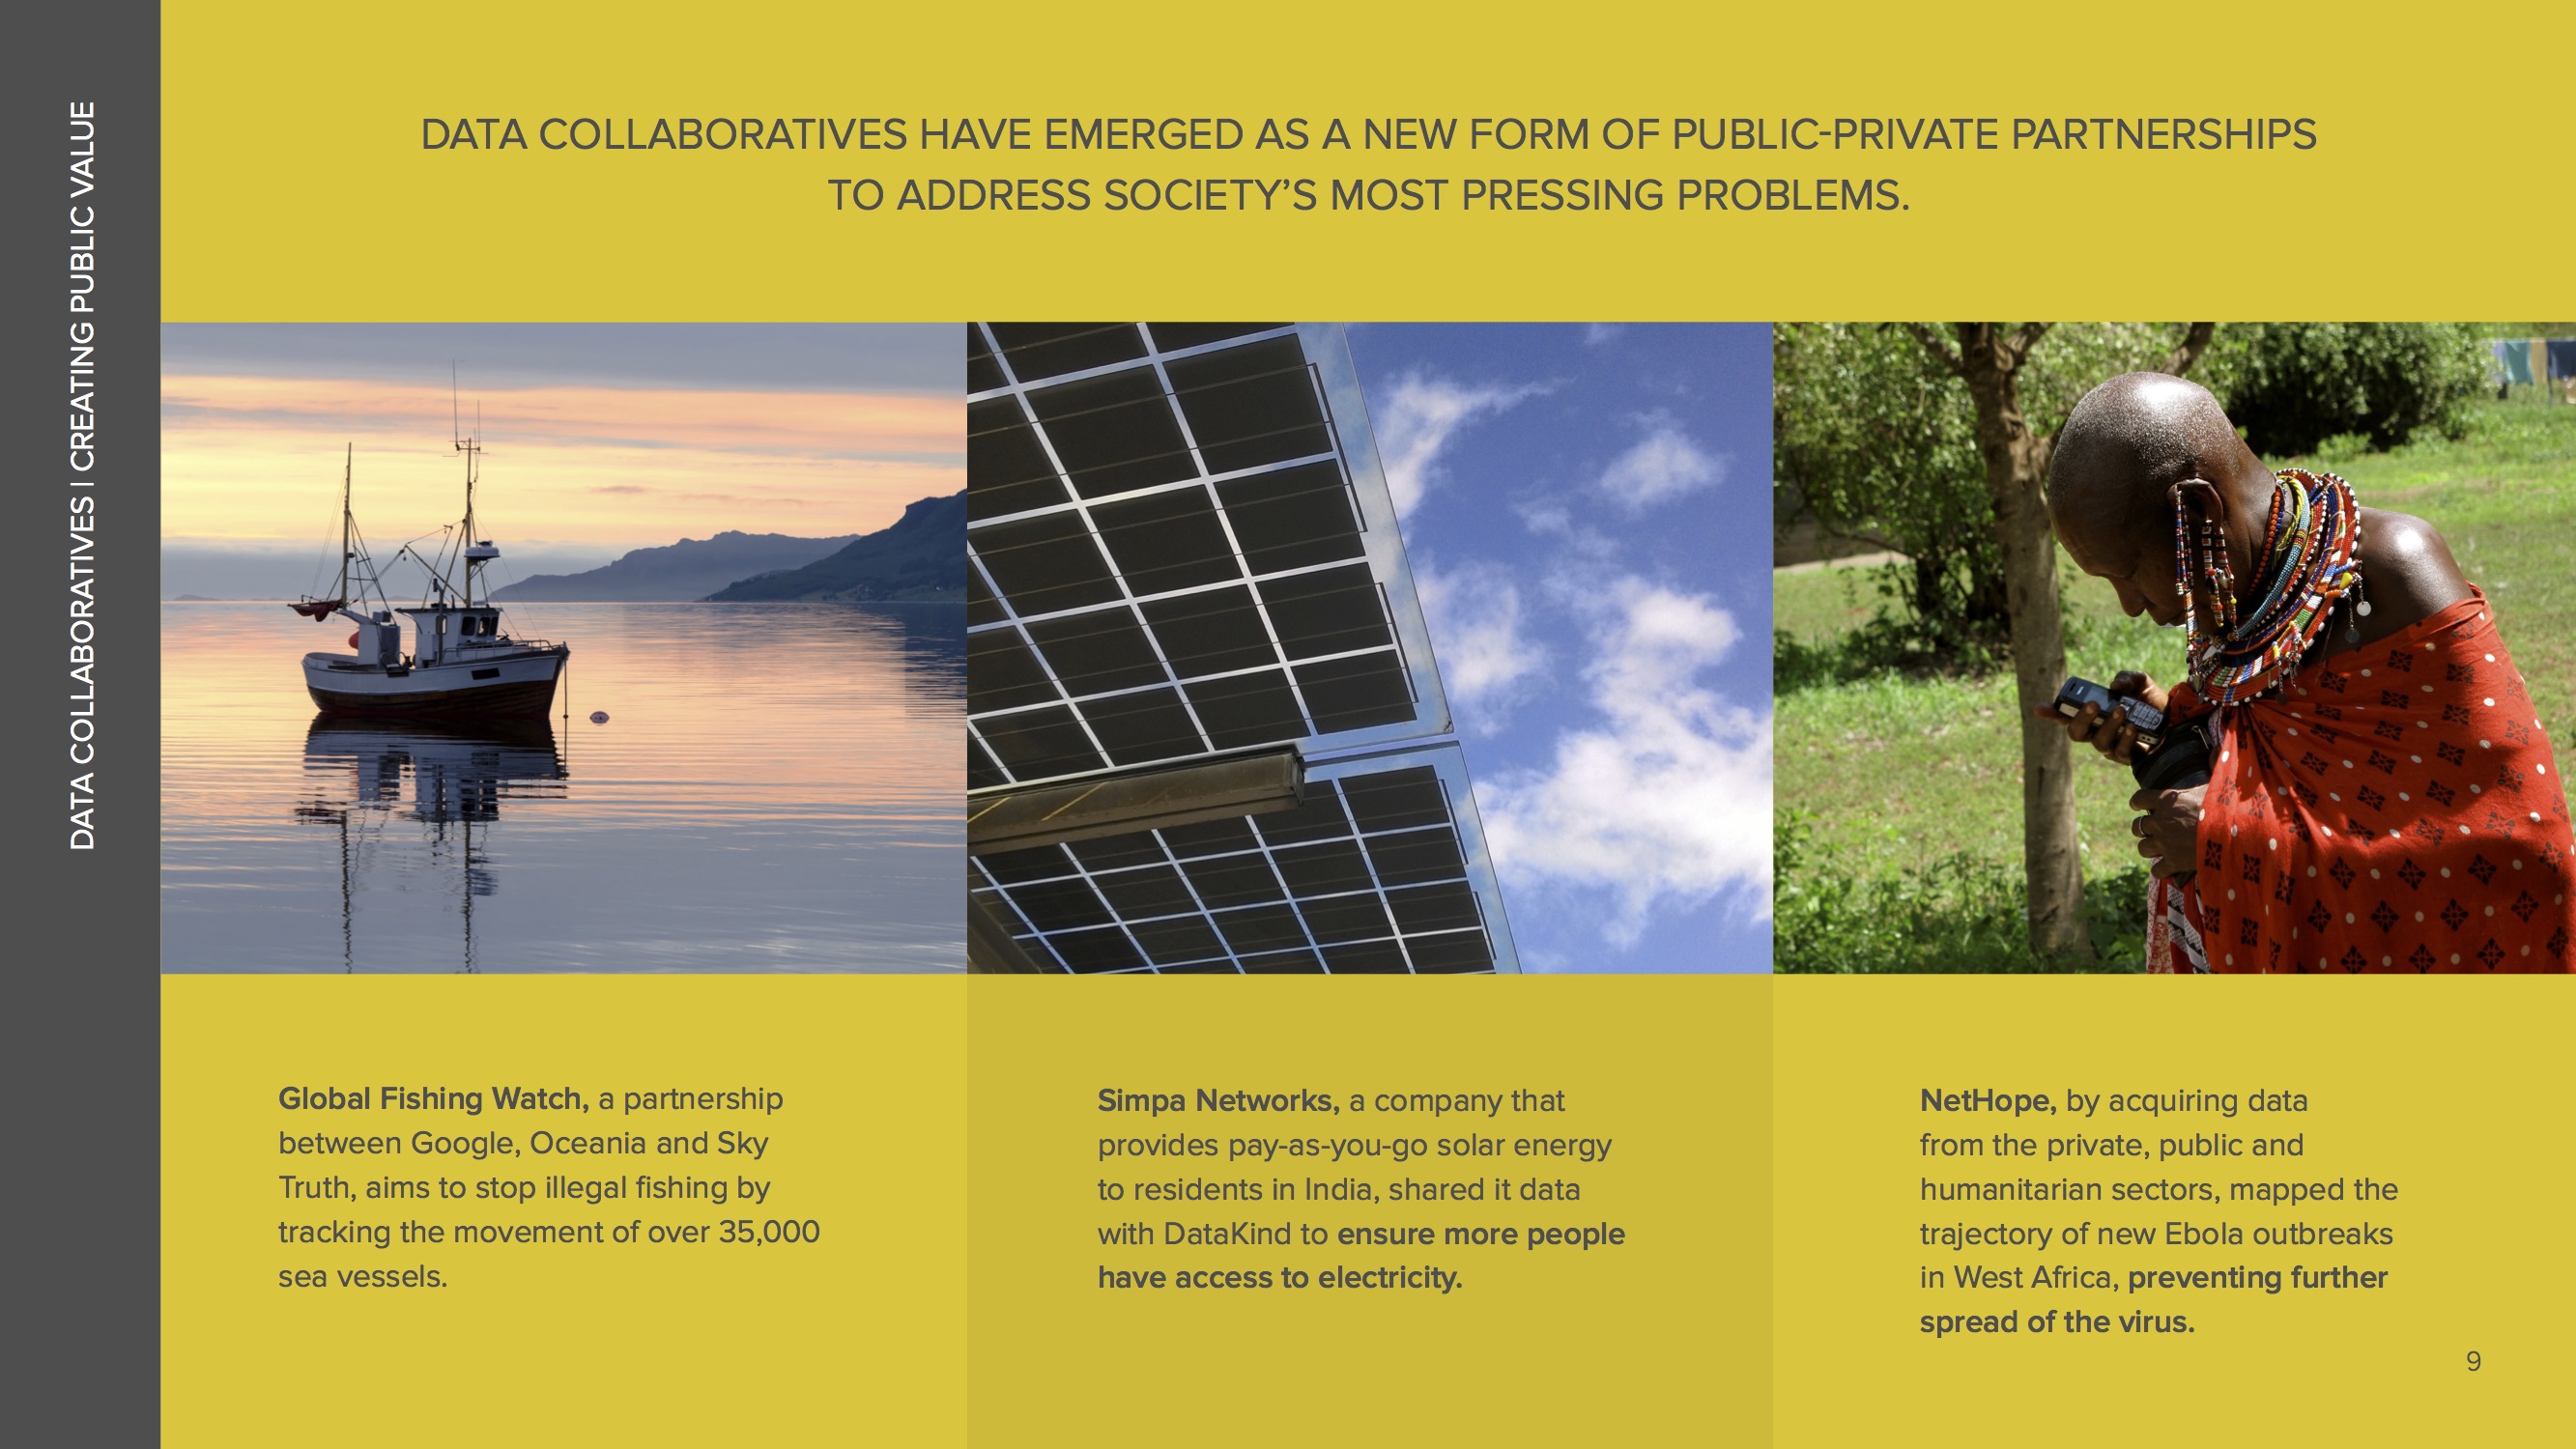 DATA COLLABORATIVES | CREATING PUBLIC VALUE
DATA COLLABORATIVES HAVE EMERGED AS A NEW FORM OF PUBLIC-PRIVATE PARTNERSHIPS
TO ADDRESS SOCIETY’S MOST PRESSING PROBLEMS.
Global Fishing Watch, a partnership
between Google, Oceania and Sky
Truth, aims to stop illegal fishing by
tracking the movement of over 35,000
sea vessels.
Simpa Networks, a company that
provides pay-as-you-go solar energy
to residents in India, shared it data
with DataKind to ensure more people
have access to electricity.
NetHope, by acquiring data
from the private, public and
humanitarian sectors, mapped the
trajectory of new Ebola outbreaks
in West Africa, preventing further
spread of the virus.
9